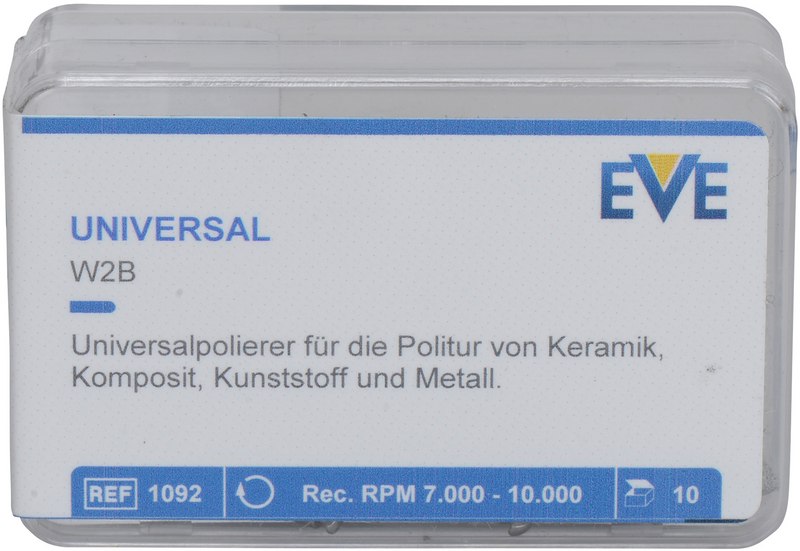 EVE
UNIVERSAL
W2B
Universalpolierer für die Politur von Keramik,
Komposit, Kunststoff und Metall.
REF 1092 Rec. RPM 7.000 - 10.000 10